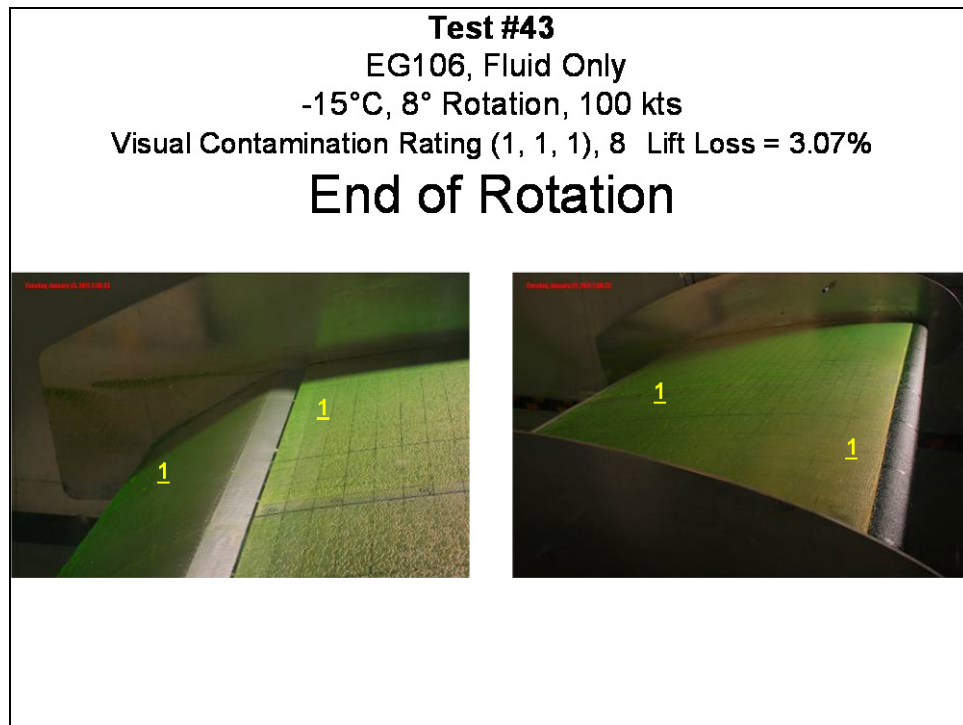 Test #43
EG106, Fluid Only
-15°C, 8° Rotation, 100 kts
Visual Contamination Rating (1, 1, 1), 8 Lift Loss = 3.07%
End of Rotation
1
1
1
1